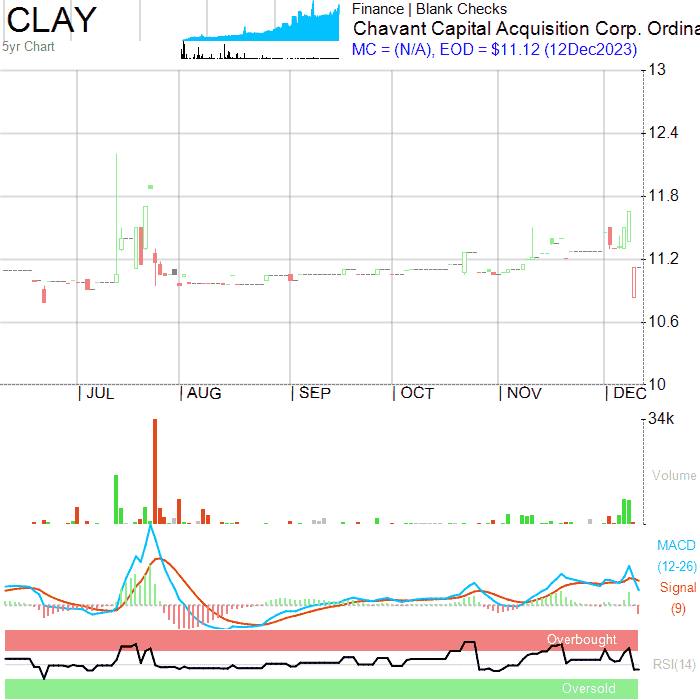 CLAY
5yr Chart
Finance | Blank Checks
Chavant Capital Acquisition Corp. Ordina
MC = (N/A), EOD = $11.12 (12Dec2023)
13
12.4
11.8
11.2
10.6
10
| JUL | AUG | SEP | OCT | NOV | DEC
34k
Volume
MACD
(12-26)
Signal
(9)
Overbought
RSI(14)
Oversold